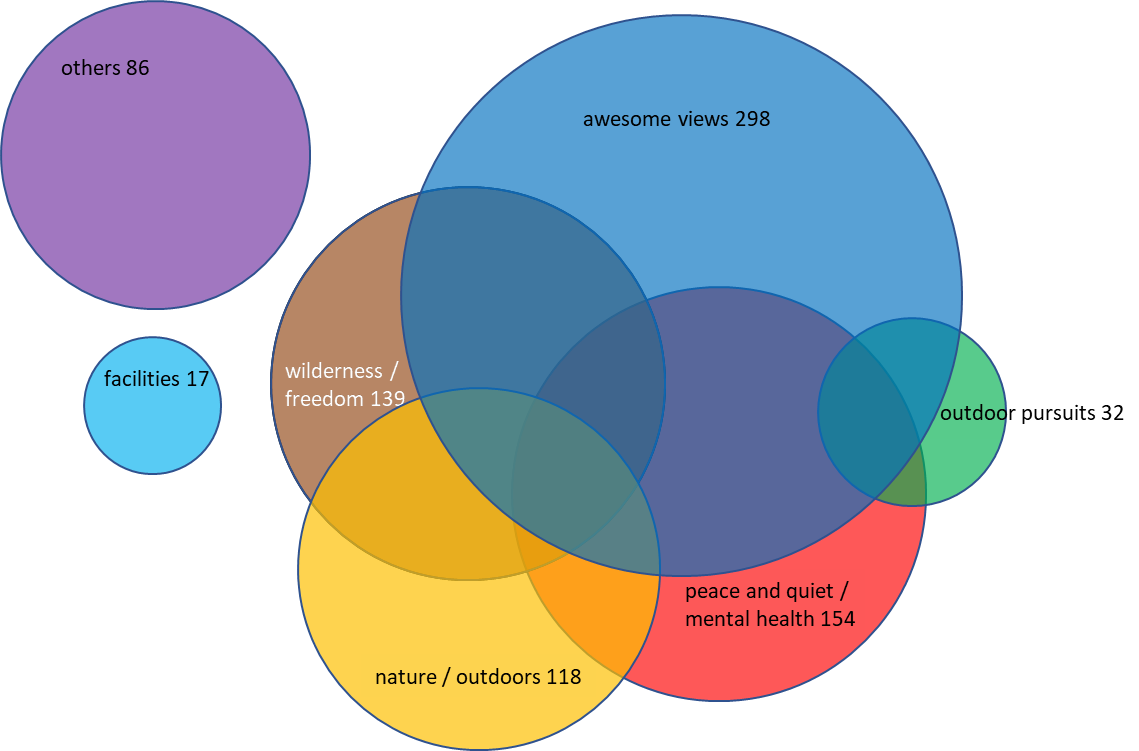 others 86
awesome views 298
wilderness /
freedom 139
facilities 17
outdoor pursuits 32
peace and quiet /
mental health 154
nature / outdoors 118